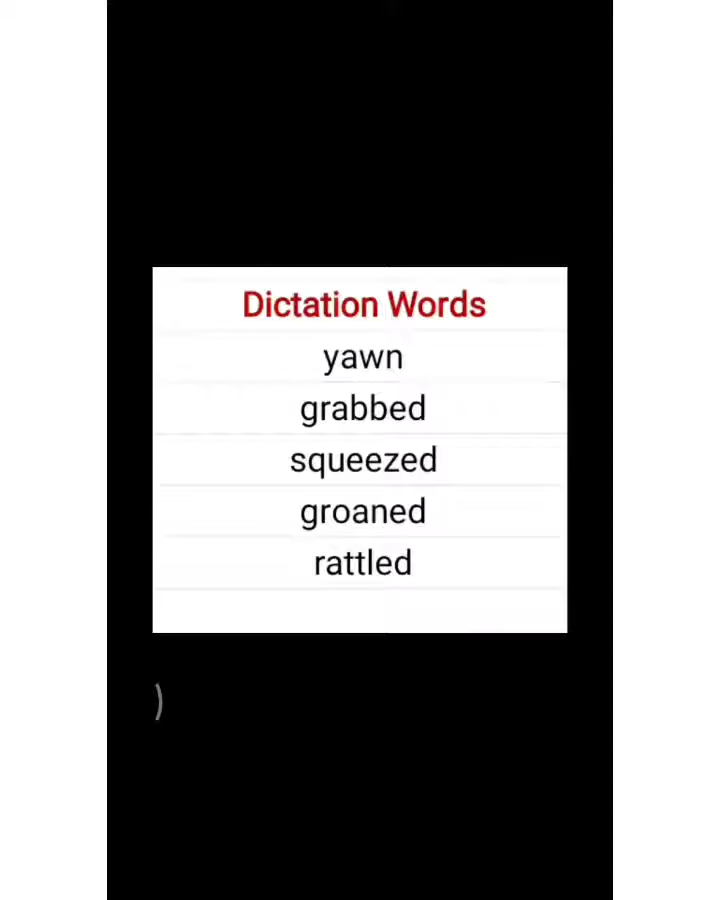 Dictation Words
yawn
grabbed
squeezed
groaned
rattled
)